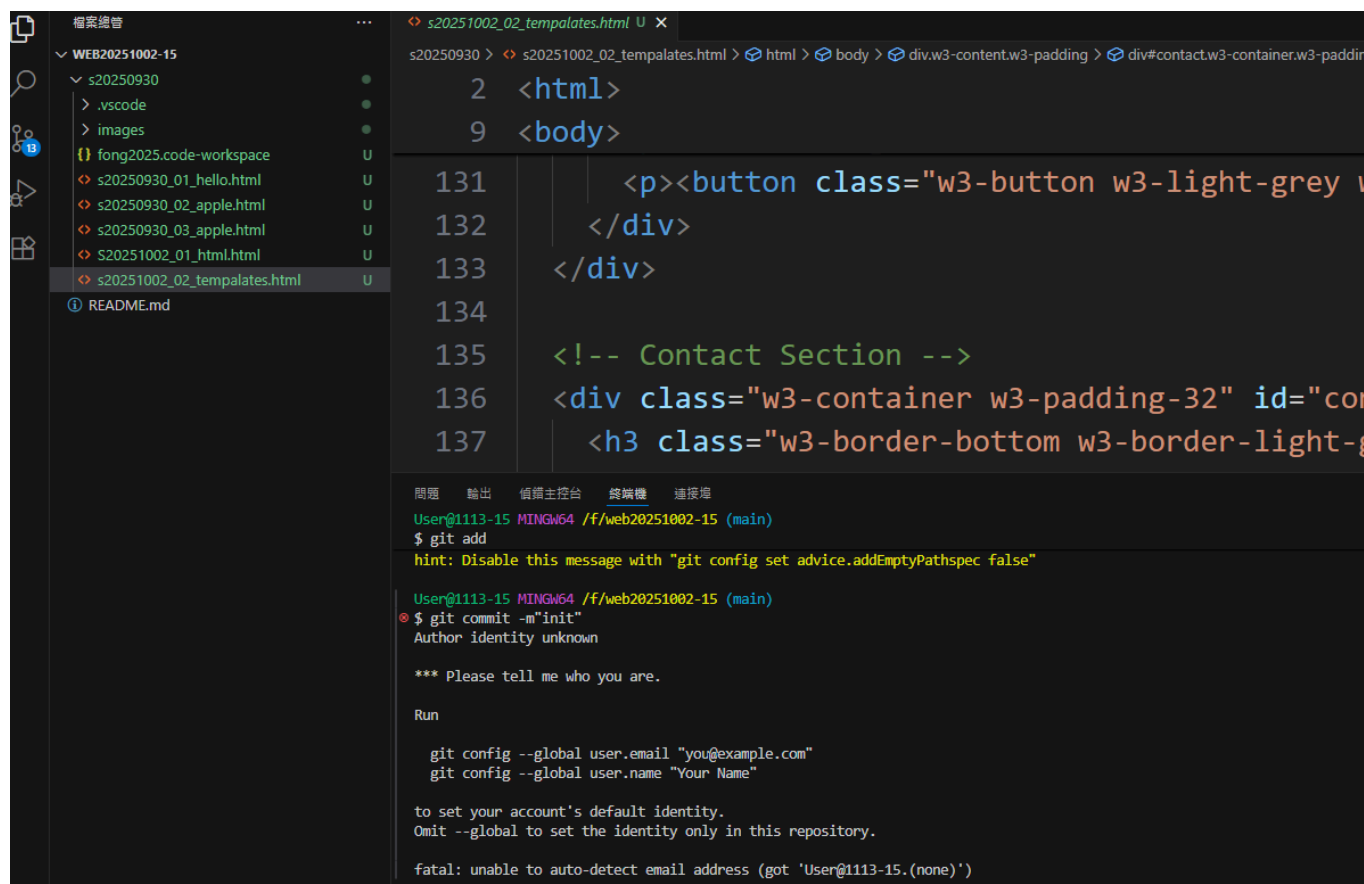 檔案總管 ···
WEB20251002-15
s20250930
.vscode
images
{} fong2025.code-workspace U
<> s20250930_01_hello.html U
<> s20250930_02_apple.html U
<> s20250930_03_apple.html U
<> S20251002_01_html.html U
<> s20251002_02_tempalates.html U
README.md
13
<> s20251002_02_tempalates.html U ×
s20250930 > <> s20251002_02_tempalates.html > html > body > div.w3-content.w3-padding > div#contact.w3-container.w3-paddin
2 <html>
9 <body>
131 <p><button class="w3-button w3-light-grey w
132 </div>
133 </div>
134
135 <!-- Contact Section -->
136 <div class="w3-container w3-padding-32" id="con
137 <h3 class="w3-border-bottom w3-border-light-g
問題 輸出 偵錯主控台 終端機 連接埠
User@1113-15 MINGW64 /f/web20251002-15 (main)
$ git add
hint: Disable this message with "git config set advice.addEmptyPathspec false"
User@1113-15 MINGW64 /f/web20251002-15 (main)
$ git commit -m"init"
Author identity unknown
*** Please tell me who you are.
Run
git config --global user.email "you@example.com"
git config --global user.name "Your Name"
to set your account's default identity.
Omit --global to set the identity only in this repository.
fatal: unable to auto-detect email address (got 'User@1113-15.(none)')